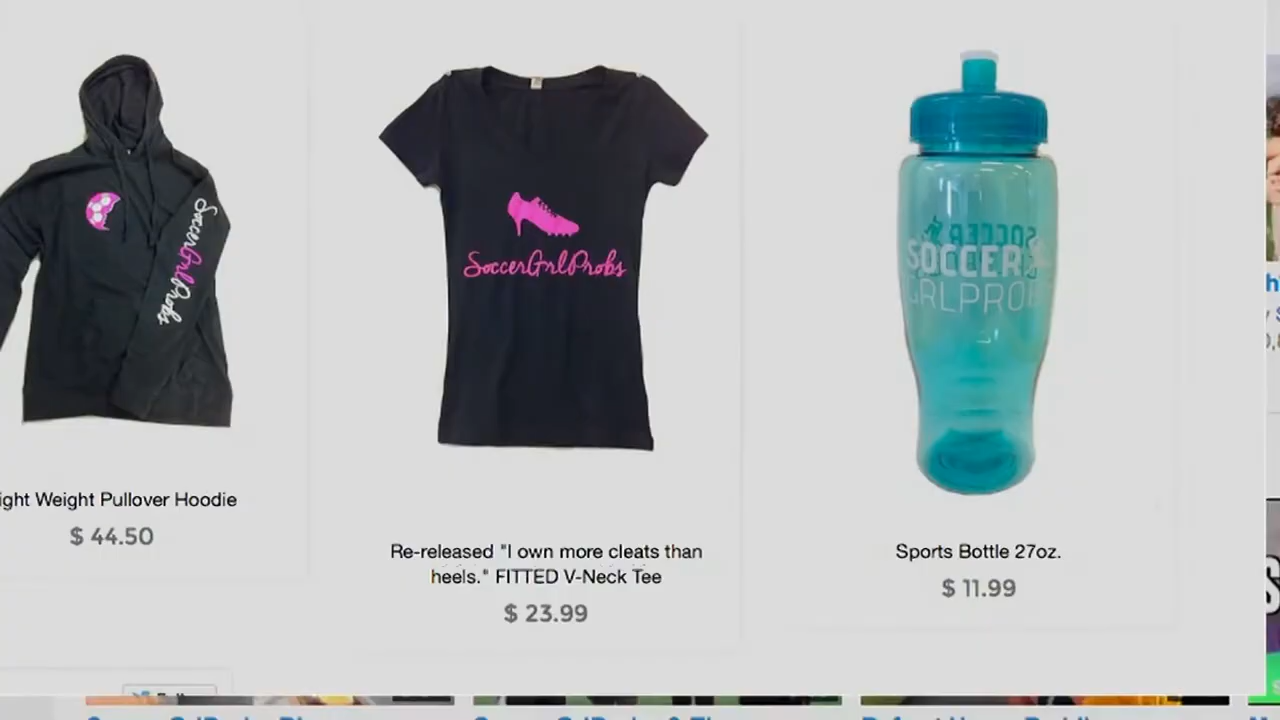 SoccerGrlProbs
SoccerGrlProbs
SOCCER
GRLPROB
ight Weight Pullover Hoodie
$ 44.50
Re-released "I own more cleats than
heels." FITTED V-Neck Tee
$ 23.99
Sports Bottle 27oz.
$ 11.99